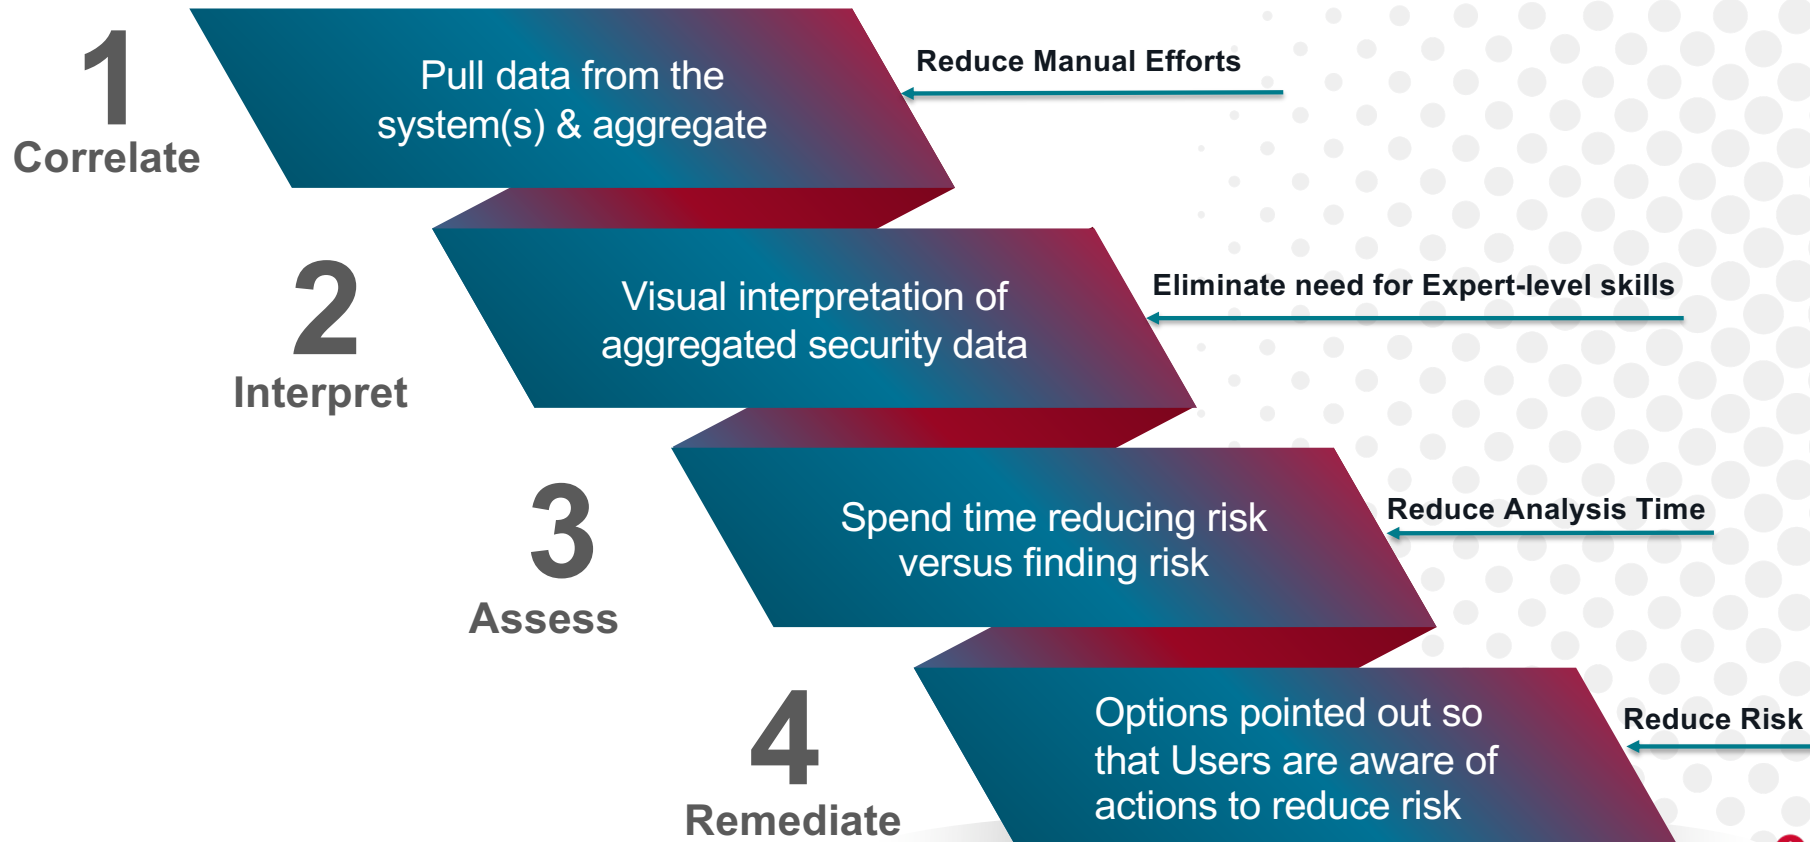 1
Correlate
Pull data from the
system(s) & aggregate
Reduce Manual Efforts
2
Interpret
Visual interpretation of
aggregated security data
Eliminate need for Expert-level skills
3
Assess
Spend time reducing risk
versus finding risk
Reduce Analysis Time
4
Remediate
Options pointed out so
that Users are aware of
actions to reduce risk
Reduce Risk